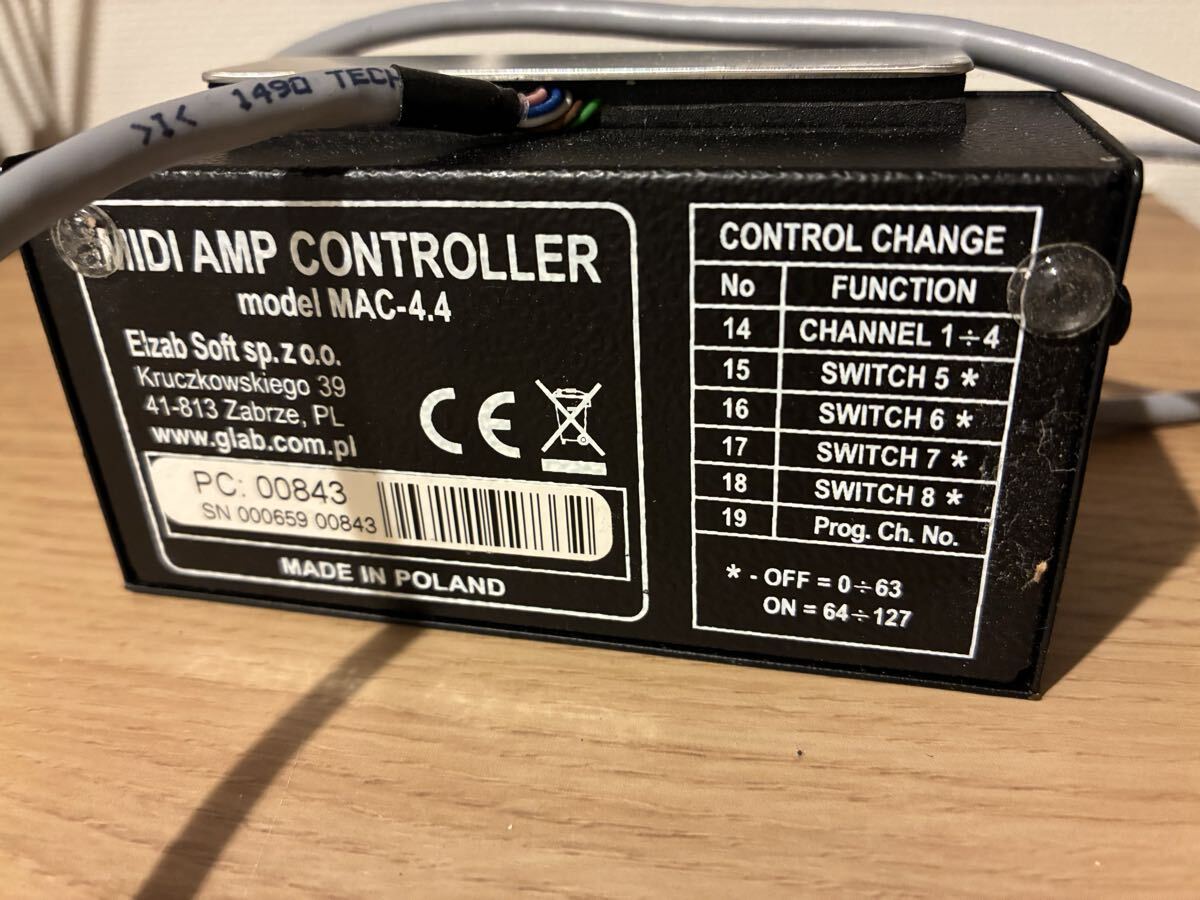 >I< 1490 TECH
MIDI AMP CONTROLLER
model MAC-4.4
Elzab Soft sp.z o.o.
Kruczkowskiego 39
41-813 Zabrze, PL
www.glab.com.pl
CE
PC: 00843
SN 000659 00843
MADE IN POLAND
CONTROL CHANGE
No FUNCTION
14 CHANNEL 1÷4
15 SWITCH 5 *
16 SWITCH 6 *
17 SWITCH 7 *
18 SWITCH 8 *
19 Prog. Ch. No.
* - OFF = 0÷63
ON = 64÷127